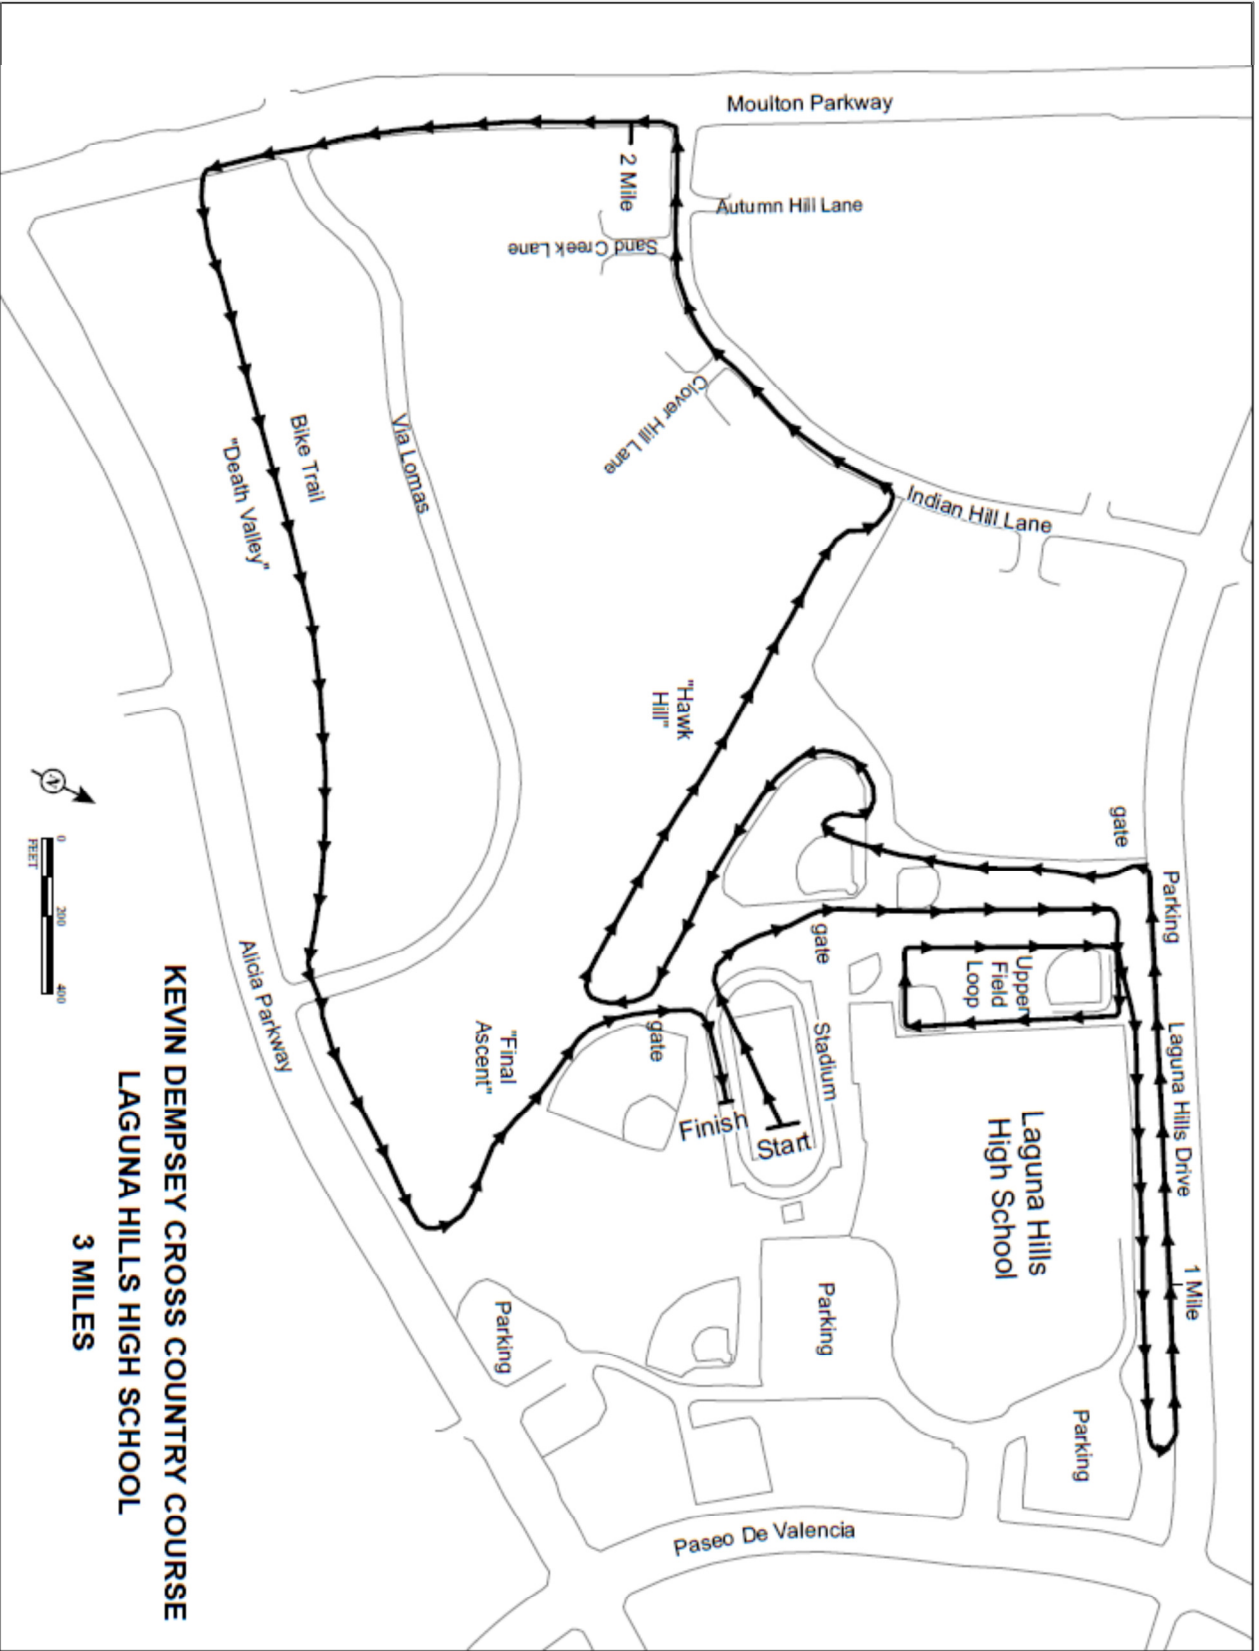 Moulton Parkway
2 Mile
Autumn Hill Lane
Sand Creek Lane
Clover Hill Lane
Indian Hill Lane
Via Lomas
Bike Trail
"Death Valley"
"Hawk
Hill"
gate
Parking
gate
Upper
Field
Loop
Stadium
Laguna Hills Drive
gate
"Final
Ascent"
Finish
Start
Laguna Hills
High School
1 Mile
Alicia Parkway
Parking
Parking
Parking
Paseo De Valencia
N
0
200
400
FEET
KEVIN DEMPSEY CROSS COUNTRY COURSE
LAGUNA HILLS HIGH SCHOOL
3 MILES